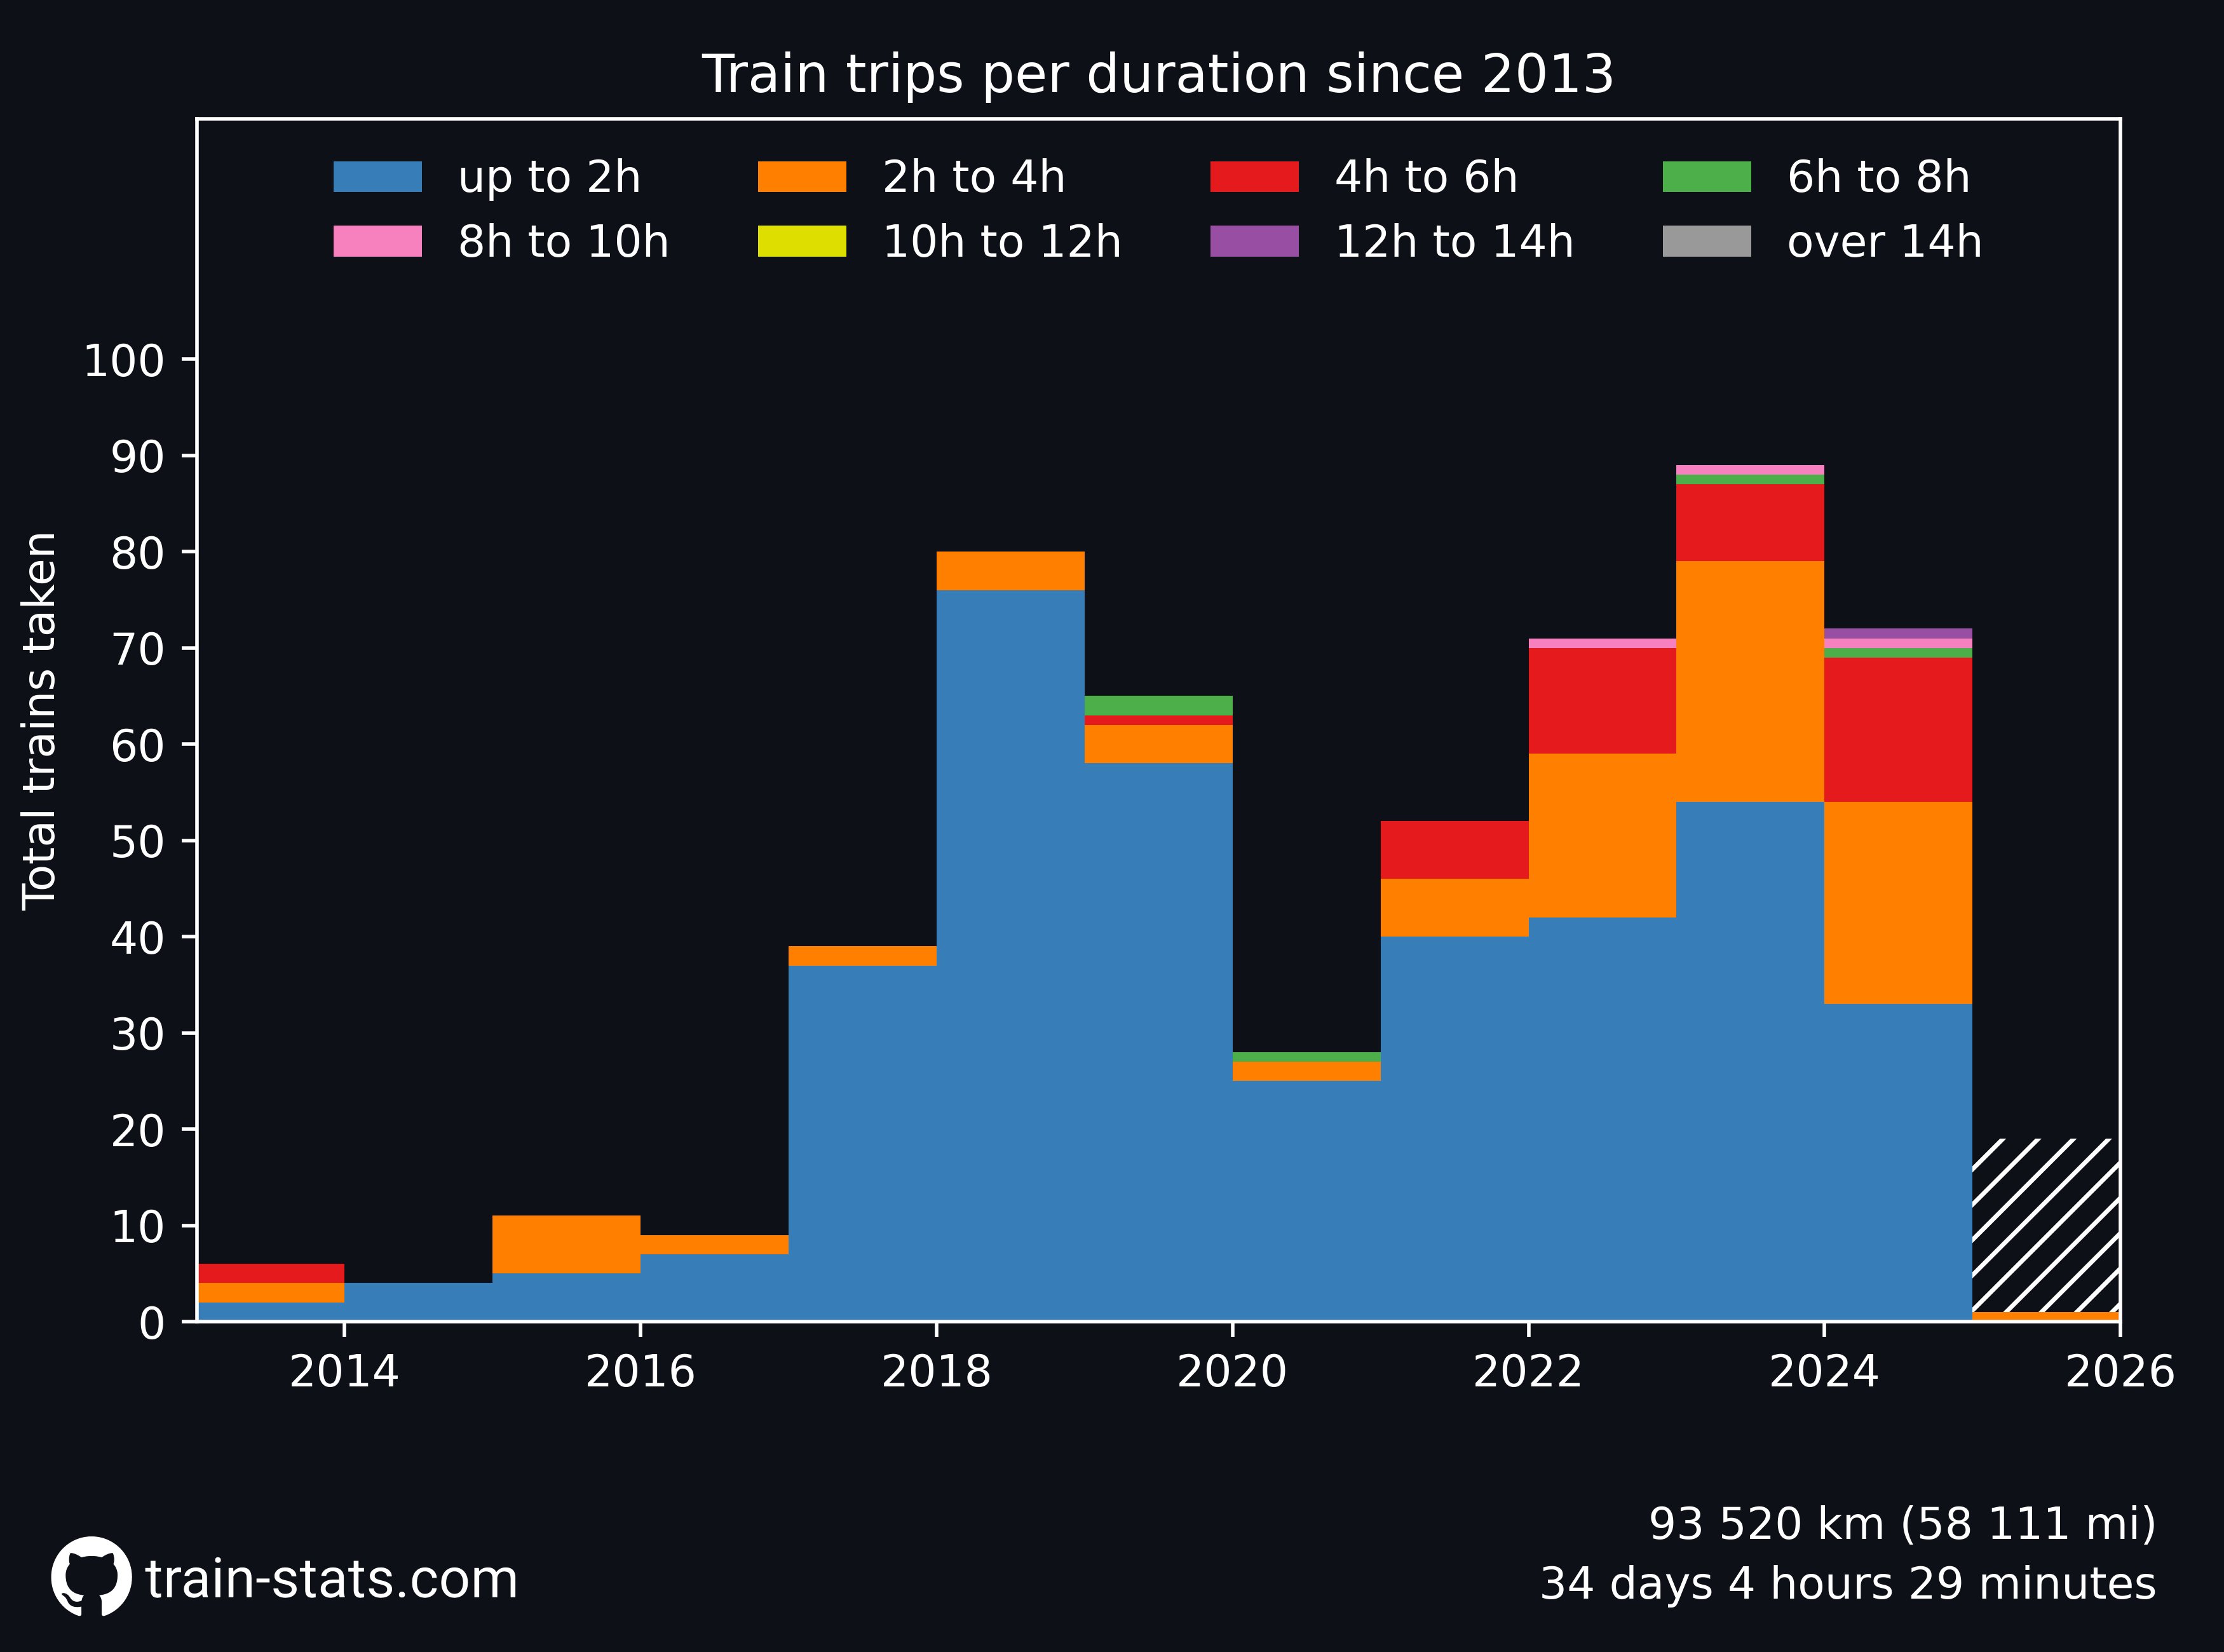 Train trips per duration since 2013
up to 2h 2h to 4h 4h to 6h 6h to 8h
8h to 10h 10h to 12h 12h to 14h over 14h
Total trains taken
100
90
80
70
60
50
40
30
20
10
0
2014 2016 2018 2020 2022 2024 2026
93 520 km (58 111 mi)
train-stats.com
34 days 4 hours 29 minutes